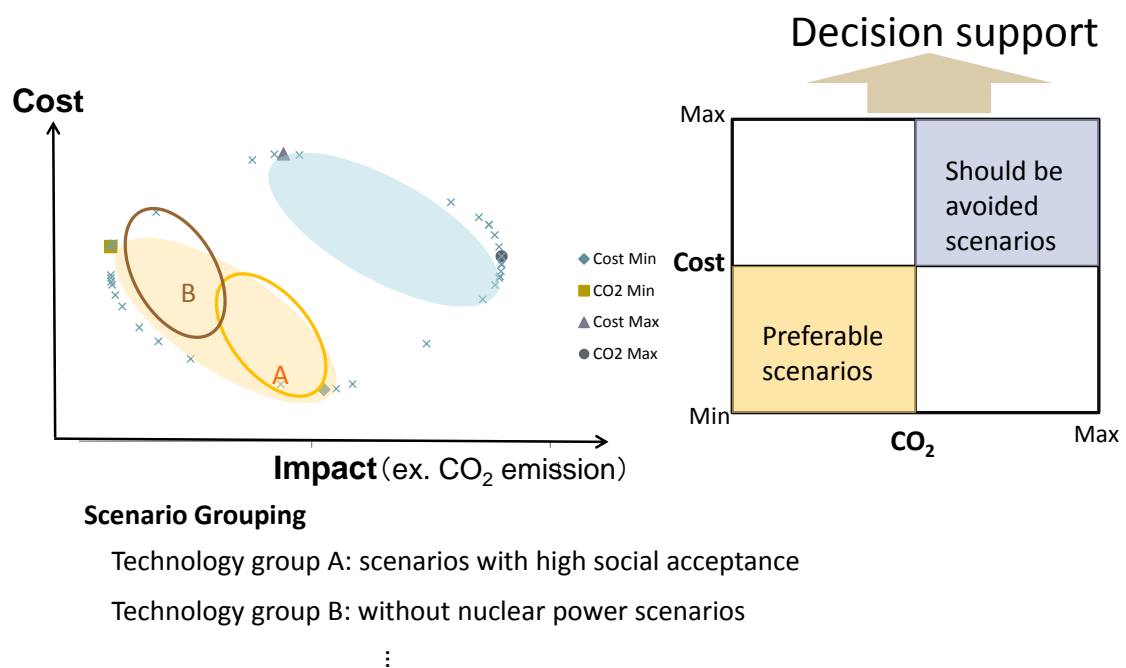 Decision support
Cost
Max
Should be
avoided
scenarios
Cost Min
CO2 Min
Cost Max
CO2 Max
B
A
Cost
Preferable
scenarios
Min
CO₂
Max
Impact（ex. CO₂ emission）
Scenario Grouping
Technology group A: scenarios with high social acceptance
Technology group B: without nuclear power scenarios
⋮